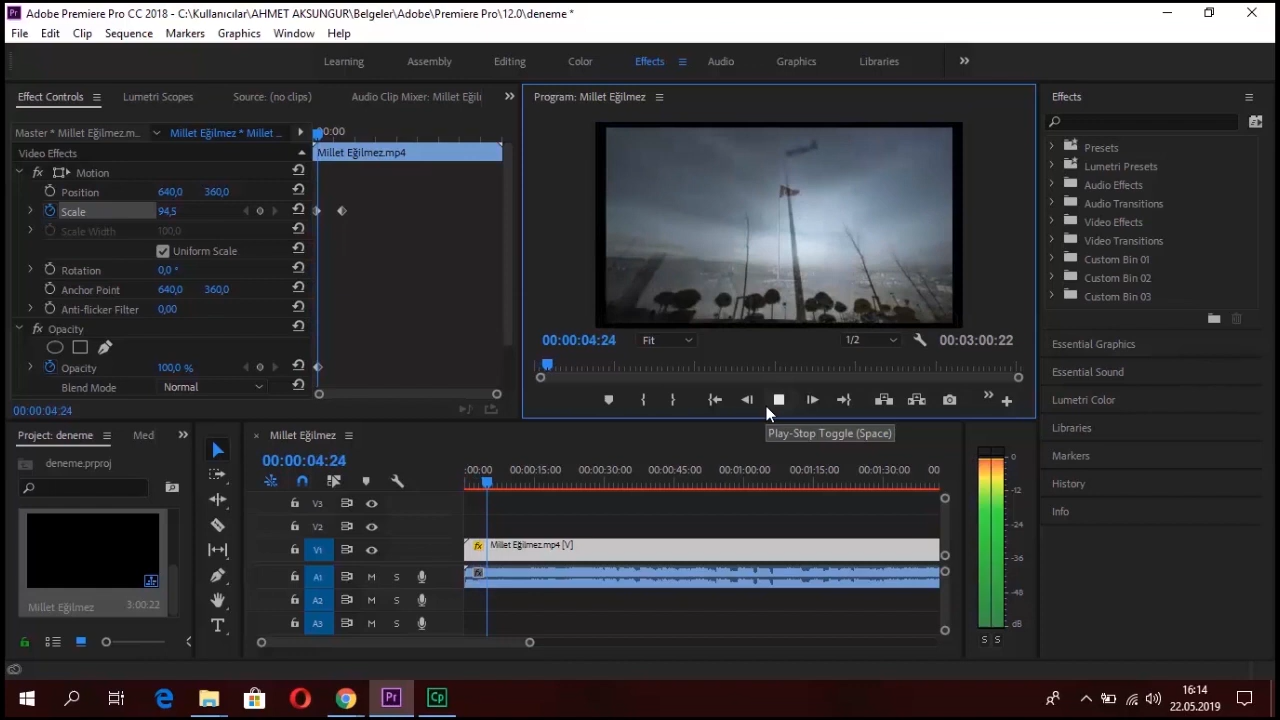 Adobe Premiere Pro CC 2018 - C:\Kullanıcılar\AHMET AKSUNGUR\Belgeler\Adobe\Premiere Pro\12.0\deneme *
File Edit Clip Sequence Markers Graphics Window Help
Learning Assembly Editing Color Effects Audio Graphics Libraries
Effect Controls Lumetri Scopes Source: (no clips) Audio Clip Mixer: Millet Eğilı
Program: Millet Eğilmez
Effects
Master * Millet Eğilmez.m... Millet Eğilmez * Millet ...
:00:00
Video Effects
Millet Eğilmez.mp4
Motion
Position 640,0 360,0
Scale 94,5
Scale Width 100,0
Uniform Scale
Rotation 0,0 °
Anchor Point 640,0 360,0
Anti-flicker Filter 0,00
Opacity
Opacity 100,0 %
Blend Mode Normal
00:00:04:24
00:00:04:24 Fit 1/2 00:03:00:22
Play-Stop Toggle (Space)
Presets
Lumetri Presets
Audio Effects
Audio Transitions
Video Effects
Video Transitions
Custom Bin 01
Custom Bin 02
Custom Bin 03
Essential Graphics
Essential Sound
Lumetri Color
Libraries
Markers
History
Info
Project: deneme Med
deneme.prproj
Millet Eğilmez 3:00:22
Millet Eğilmez
00:00:04:24
:00:00 00:00:15:00 00:00:30:00 00:00:45:00 00:01:00:00 00:01:15:00 00:01:30:00 00
V3
V2
V1 Millet Eğilmez.mp4 [V]
A1 M S
A2 M S
A3 M S
0
-12
-24
-36
-48
dB
S S
16:14
22.05.2019